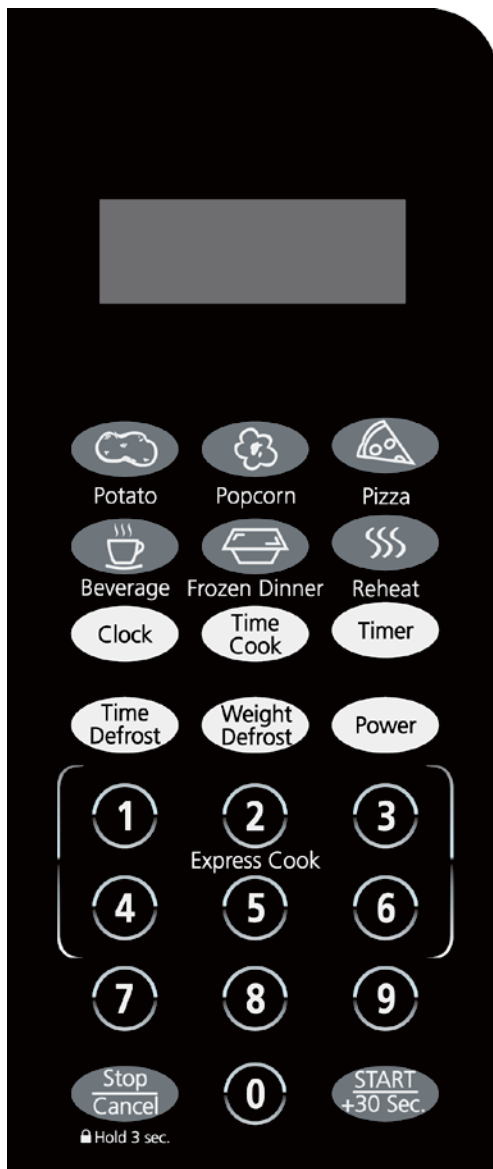 Potato Popcorn Pizza
Beverage Frozen Dinner Reheat
Clock
Time
Cook
Timer
Time
Defrost
Weight
Defrost
Power
1 2 3
Express Cook
4 5 6
7 8 9
Stop
Cancel
0
START
+30 Sec.
Hold 3 sec.